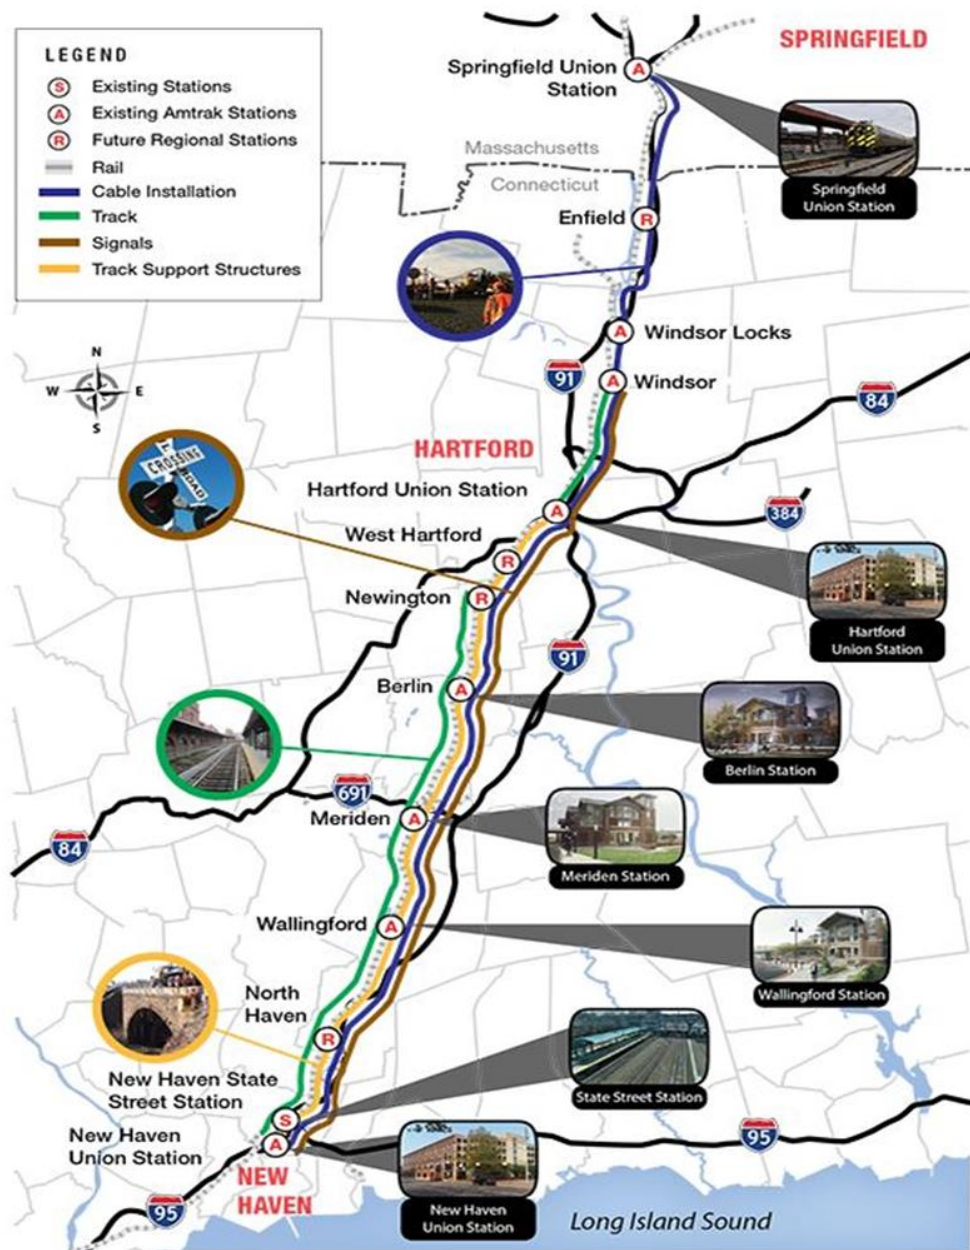 LEGEND
S Existing Stations
A Existing Amtrak Stations
R Future Regional Stations
Rail
Cable Installation
Track
Signals
Track Support Structures
SPRINGFIELD
Springfield Union
Station
A
Springfield
Union Station
Massachusetts
Connecticut
Enfield
R
A
Windsor Locks
91
A
Windsor
84
N
W
E
S
HARTFORD
CROSSING
ROAD
Hartford Union Station
A
384
West Hartford
R
Newington
R
Hartford
Union Station
91
Berlin
A
Berlin Station
691
Meriden
A
84
Meriden Station
Wallingford
A
Wallingford Station
North
Haven
R
New Haven State
Street Station
S
State Street Station
New Haven
Union Station
A
95
NEW
HAVEN
95
New Haven
Union Station
Long Island Sound